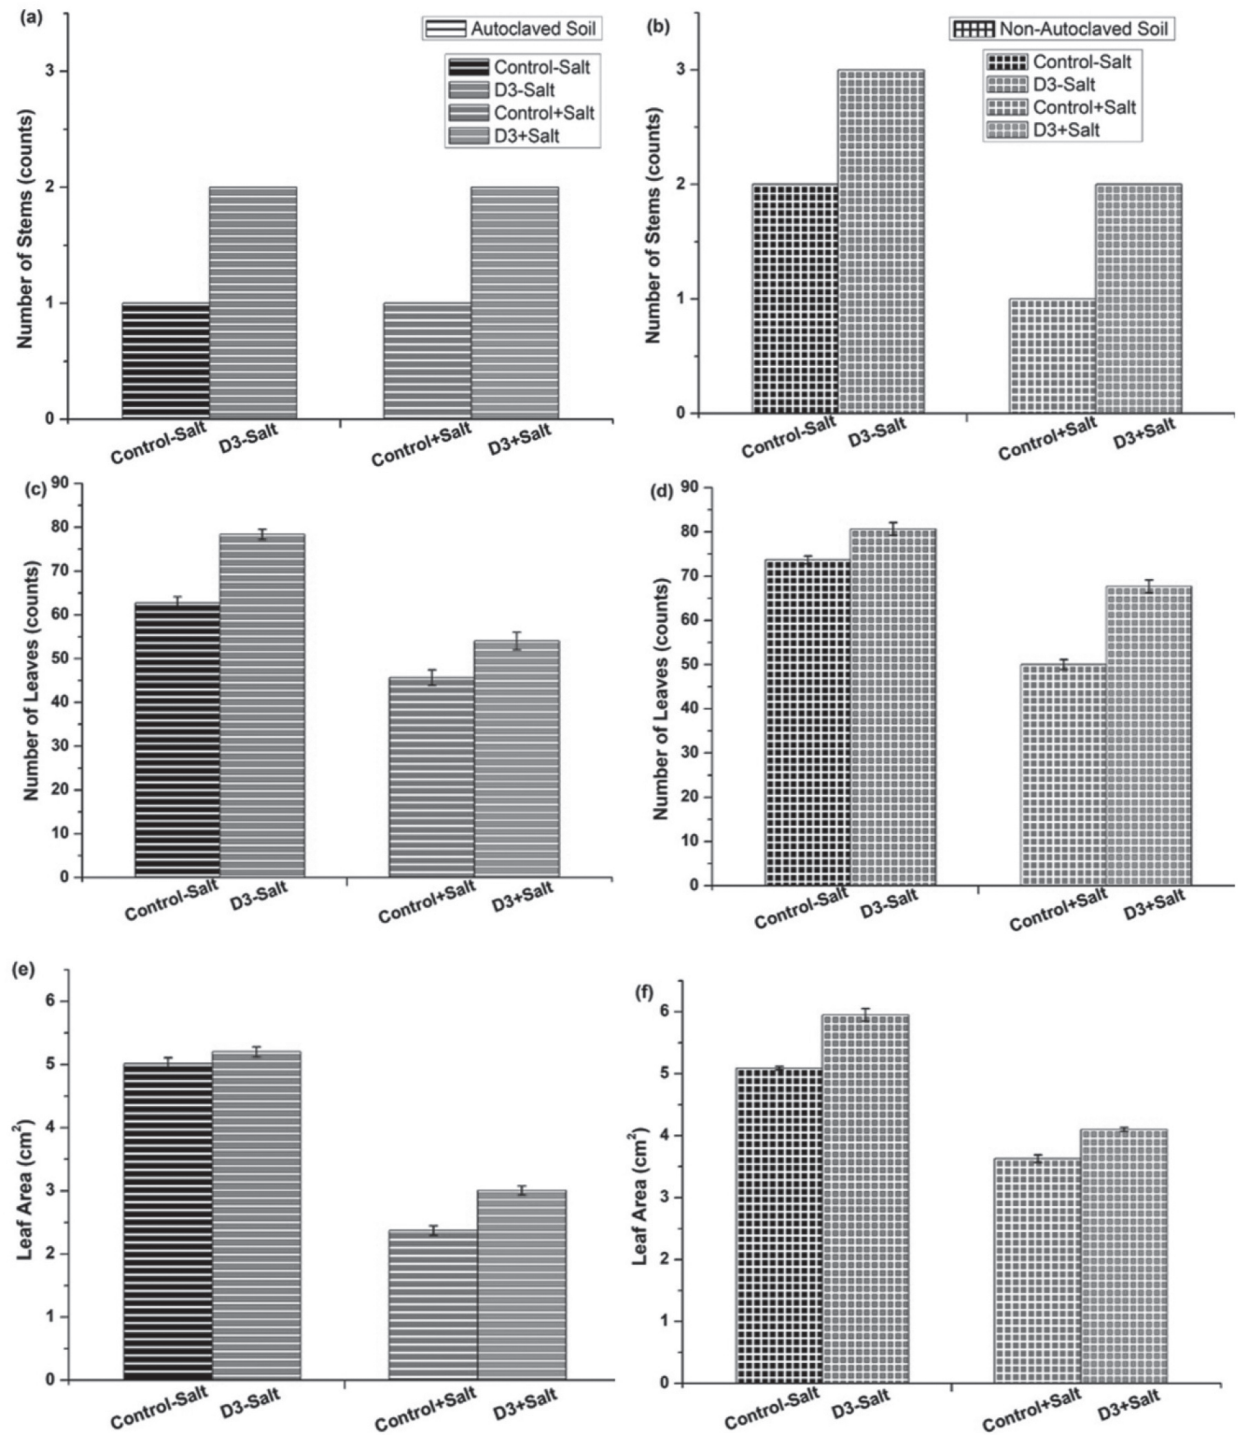 (a)
Autoclaved Soil
Control-Salt
D3-Salt
Control+Salt
D3+Salt
Number of Stems (counts)
3
2
1
0
Control-Salt D3-Salt Control+Salt D3+Salt
(b)
Non-Autoclaved Soil
Control-Salt
D3-Salt
Control+Salt
D3+Salt
Number of Stems (counts)
3
2
1
0
Control-Salt D3-Salt Control+Salt D3+Salt
(c)
Number of Leaves (counts)
90
80
70
60
50
40
30
20
10
0
Control-Salt D3-Salt Control+Salt D3+Salt
(d)
Number of Leaves (counts)
90
80
70
60
50
40
30
20
10
0
Control-Salt D3-Salt Control+Salt D3+Salt
(e)
Leaf Area (cm²)
6
5
4
3
2
1
0
Control-Salt D3-Salt Control+Salt D3+Salt
(f)
Leaf Area (cm²)
6
5
4
3
2
1
0
Control-Salt D3-Salt Control+Salt D3+Salt